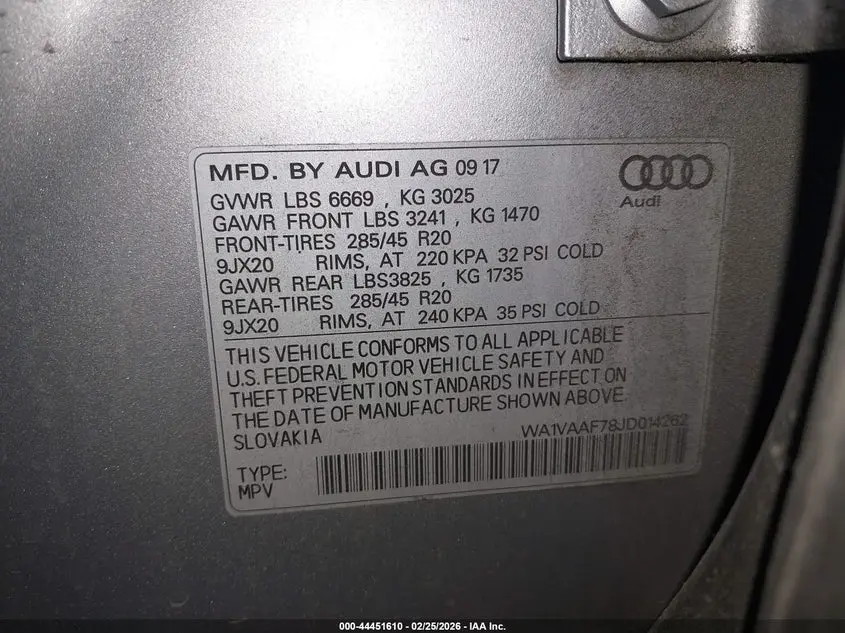 MFD. BY AUDI AG 09 17
Audi
GVWR LBS 6669 , KG 3025
GAWR FRONT LBS 3241 , KG 1470
FRONT-TIRES 285/45 R20
9JX20 RIMS, AT 220 KPA 32 PSI COLD
GAWR REAR LBS3825 , KG 1735
REAR-TIRES 285/45 R20
9JX20 RIMS, AT 240 KPA 35 PSI COLD
THIS VEHICLE CONFORMS TO ALL APPLICABLE
U.S. FEDERAL MOTOR VEHICLE SAFETY AND
THEFT PREVENTION STANDARDS IN EFFECT ON
THE DATE OF MANUFACTURE SHOWN ABOVE.
SLOVAKIA
WA1VAAF78JD014262
TYPE:
MPV
000-44451610 | 02/25/2026 - IAA Inc.